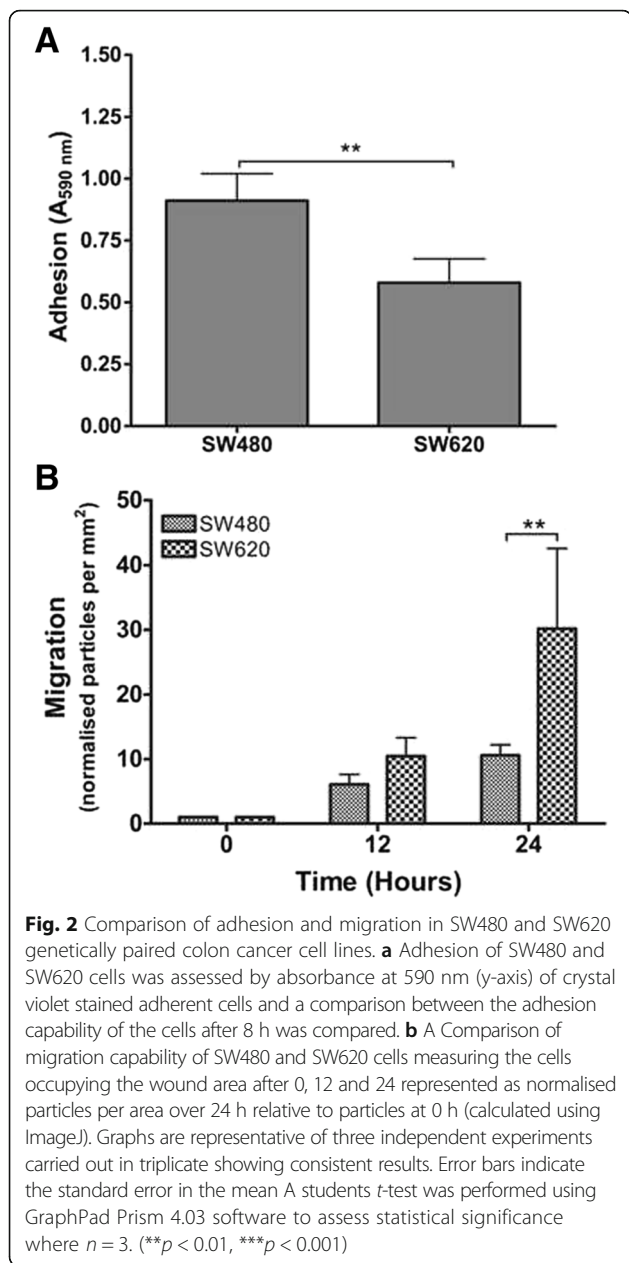 A
1.50
1.25
1.00
0.75
0.50
0.25
0.00
Adhesion (A590 nm)
**
SW480
SW620
B
50
40
30
20
10
0
Migration
(normalised particles per mm²)
SW480
SW620
**
0
12
24
Time (Hours)
Fig. 2 Comparison of adhesion and migration in SW480 and SW620
genetically paired colon cancer cell lines. a Adhesion of SW480 and
SW620 cells was assessed by absorbance at 590 nm (y-axis) of crystal
violet stained adherent cells and a comparison between the adhesion
capability of the cells after 8 h was compared. b A Comparison of
migration capability of SW480 and SW620 cells measuring the cells
occupying the wound area after 0, 12 and 24 represented as normalised
particles per area over 24 h relative to particles at 0 h (calculated using
ImageJ). Graphs are representative of three independent experiments
carried out in triplicate showing consistent results. Error bars indicate
the standard error in the mean A students t-test was performed using
GraphPad Prism 4.03 software to assess statistical significance
where n = 3. (**p < 0.01, ***p < 0.001)